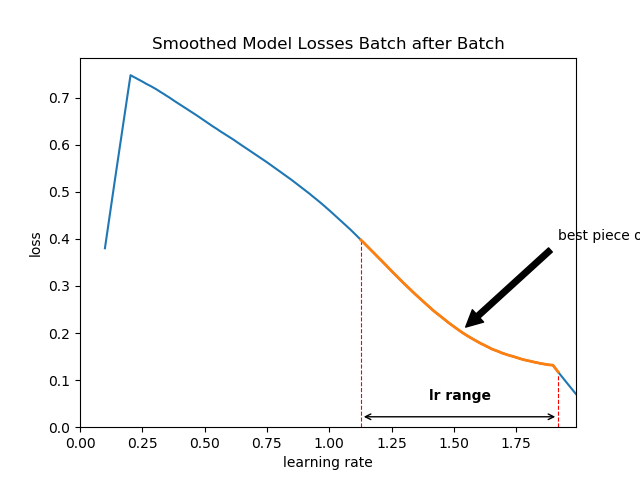 Smoothed Model Losses Batch after Batch
0.7
0.6
0.5
loss
0.4
best piece
0.3
0.2
0.1
lr range
0.0
0.00 0.25 0.50 0.75 1.00 1.25 1.50 1.75
learning rate